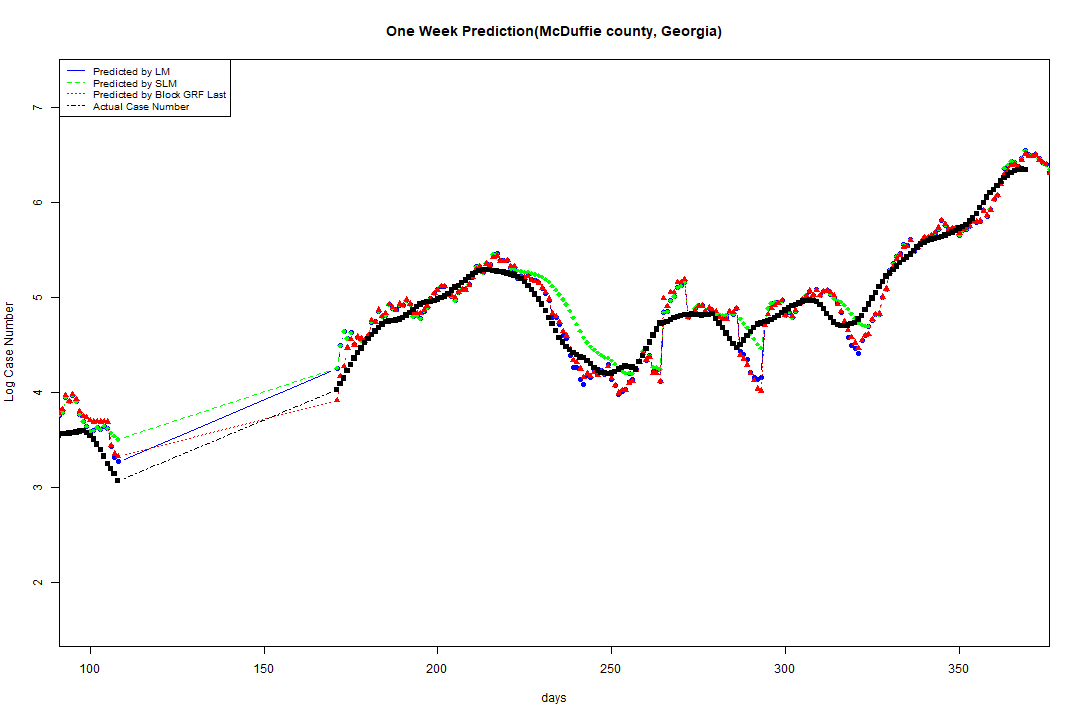 One Week Prediction(McDuffie county, Georgia)
Predicted by LM
Predicted by SLM
Predicted by Block GRF Last
Actual Case Number
7
6
5
4
3
2
Log Case Number
100 150 200 250 300 350
days